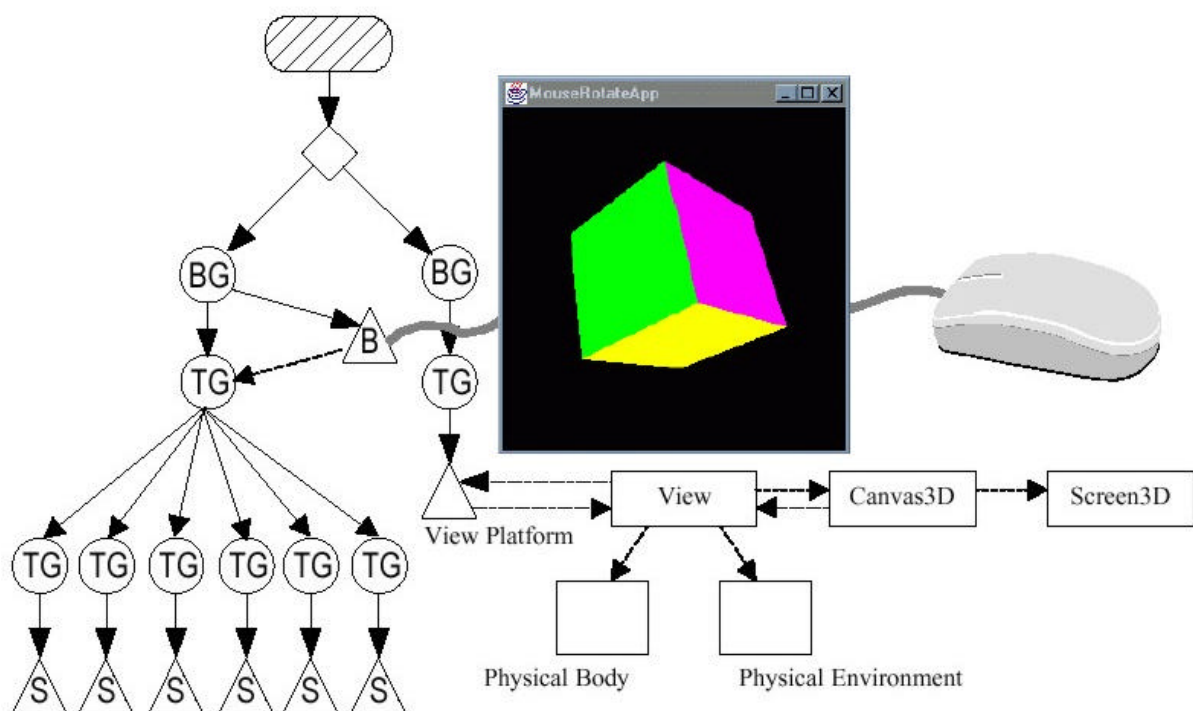 MouseRotateApp
BG
BG
B
TG
TG
View
Canvas3D
Screen3D
View Platform
TG TG TG TG TG TG
Physical Body
Physical Environment
S S S S S S